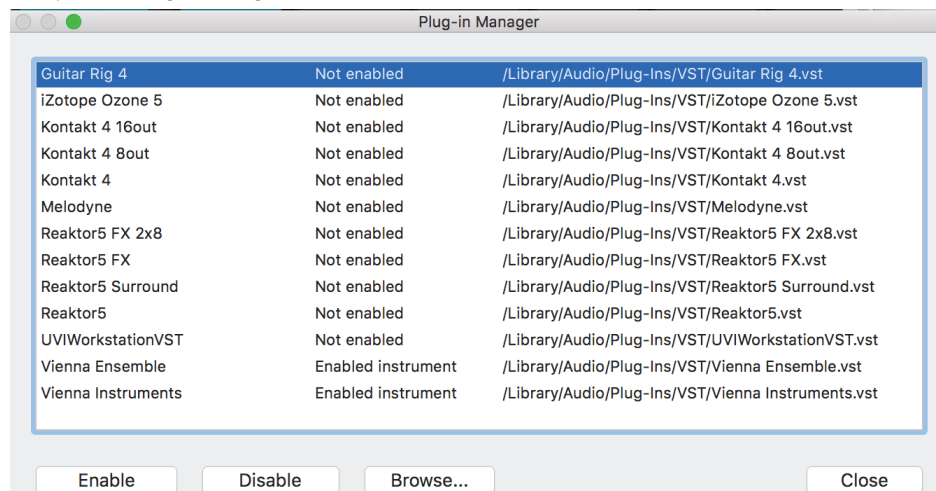 Plug-in Manager
Guitar Rig 4 Not enabled /Library/Audio/Plug-Ins/VST/Guitar Rig 4.vst
iZotope Ozone 5 Not enabled /Library/Audio/Plug-Ins/VST/iZotope Ozone 5.vst
Kontakt 4 16out Not enabled /Library/Audio/Plug-Ins/VST/Kontakt 4 16out.vst
Kontakt 4 8out Not enabled /Library/Audio/Plug-Ins/VST/Kontakt 4 8out.vst
Kontakt 4 Not enabled /Library/Audio/Plug-Ins/VST/Kontakt 4.vst
Melodyne Not enabled /Library/Audio/Plug-Ins/VST/Melodyne.vst
Reaktor5 FX 2x8 Not enabled /Library/Audio/Plug-Ins/VST/Reaktor5 FX 2x8.vst
Reaktor5 FX Not enabled /Library/Audio/Plug-Ins/VST/Reaktor5 FX.vst
Reaktor5 Surround Not enabled /Library/Audio/Plug-Ins/VST/Reaktor5 Surround.vst
Reaktor5 Not enabled /Library/Audio/Plug-Ins/VST/Reaktor5.vst
UVIWorkstationVST Not enabled /Library/Audio/Plug-Ins/VST/UVIWorkstationVST.vst
Vienna Ensemble Enabled instrument /Library/Audio/Plug-Ins/VST/Vienna Ensemble.vst
Vienna Instruments Enabled instrument /Library/Audio/Plug-Ins/VST/Vienna Instruments.vst
Enable Disable Browse... Close